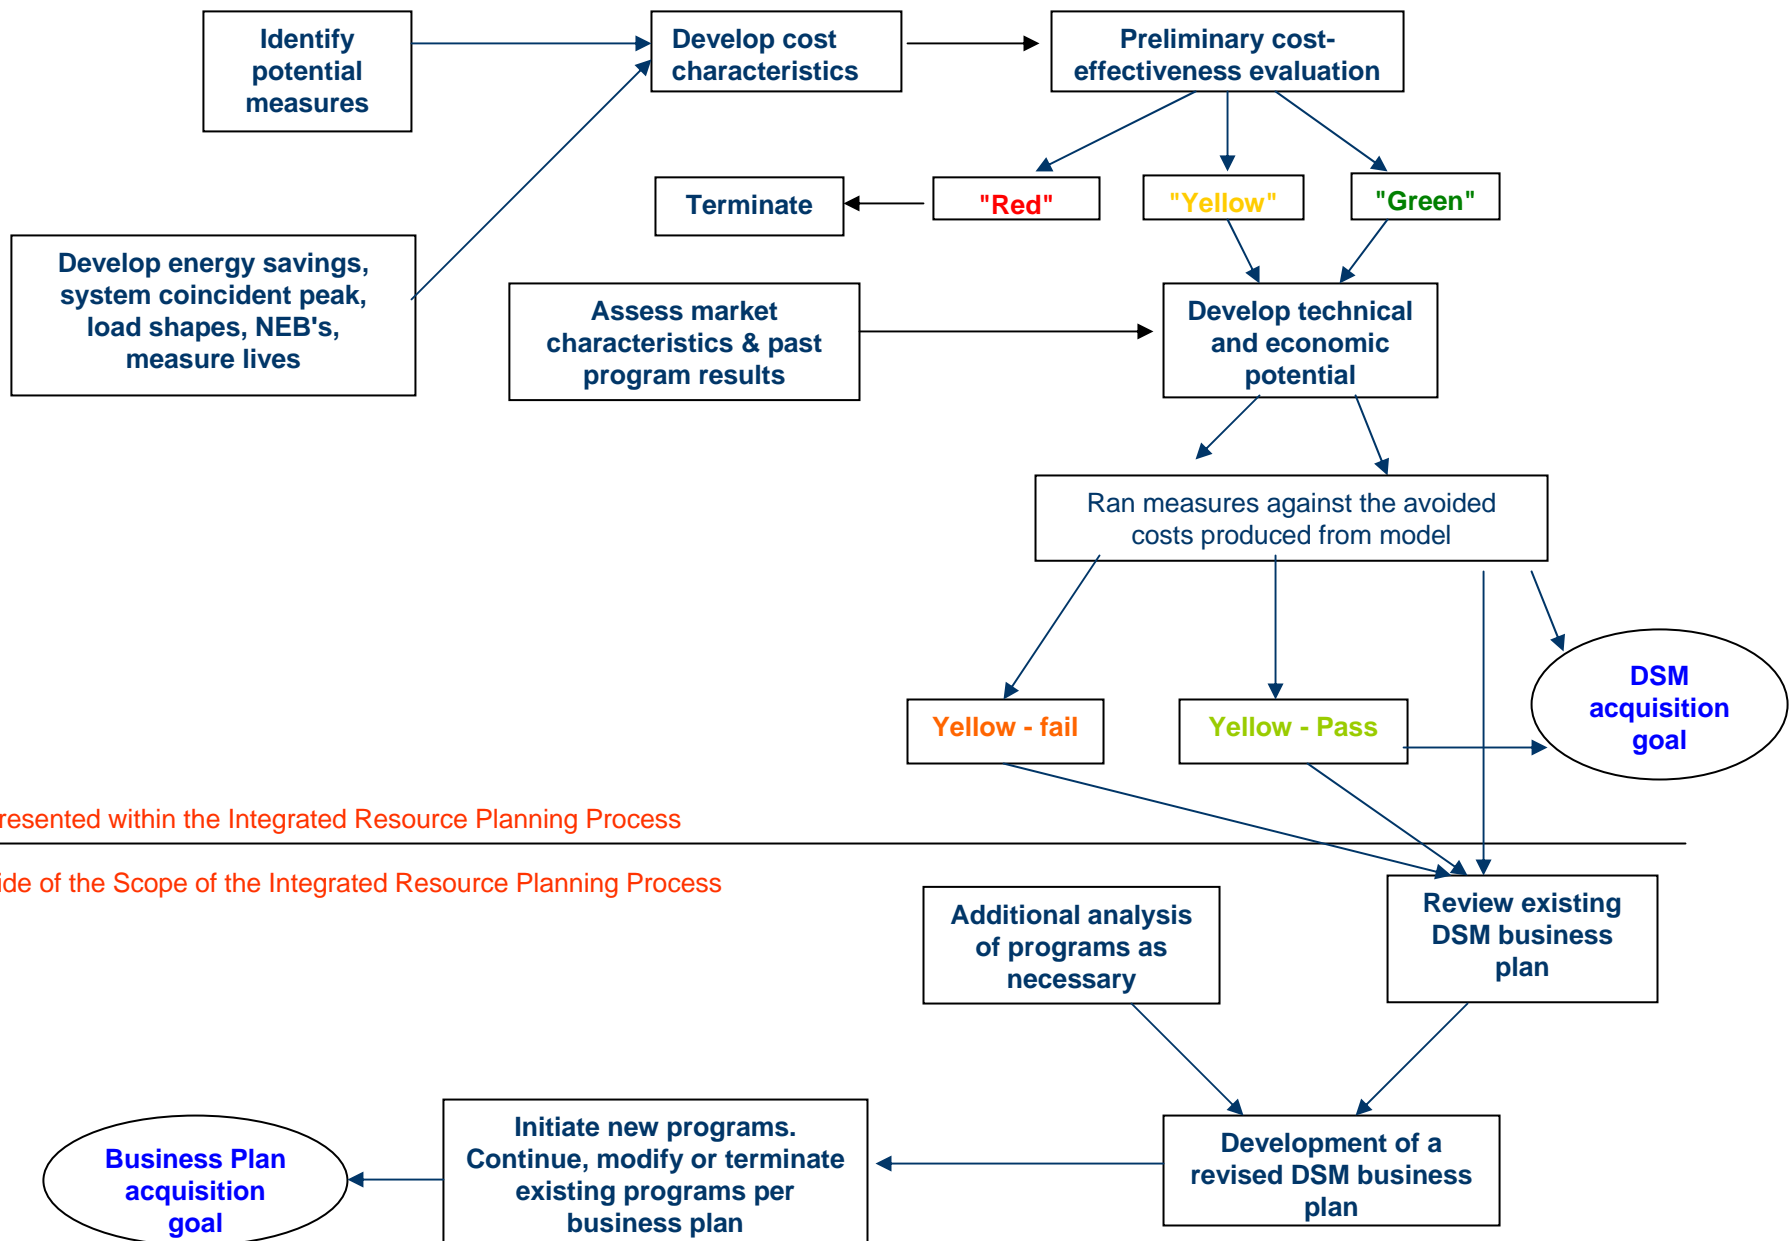 Identify
potential
measures
Develop cost
characteristics
Preliminary cost-
effectiveness evaluation
Terminate
"Red"
"Yellow"
"Green"
Develop energy savings,
system coincident peak,
load shapes, NEB's,
measure lives
Assess market
characteristics & past
program results
Develop technical
and economic
potential
Ran measures against the avoided
costs produced from model
DSM
acquisition
goal
Yellow - fail
Yellow - Pass
within the Integrated Resource Planning Process
of the Scope of the Integrated Resource Planning Process
Additional analysis
of programs as
necessary
Review existing
DSM business
plan
Business Plan
acquisition
goal
Initiate new programs.
Continue, modify or terminate
existing programs per
business plan
Development of a
revised DSM business
plan